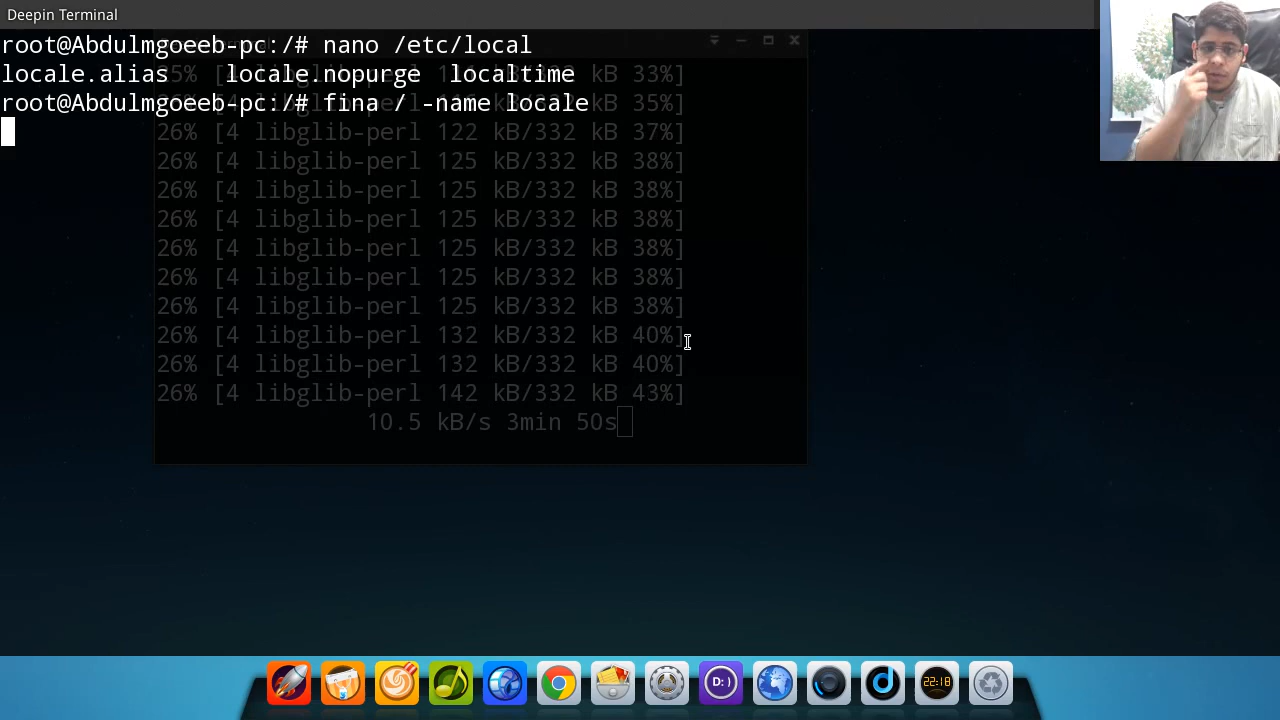 Deepin Terminal
root@Abdulmgoeeb-pc:/# nano /etc/local
locale.alias    locale.nopurge  localtime
root@Abdulmgoeeb-pc:/# fina / -name locale
33%]
35%]
26% [4 libglib-perl 122 kB/332 kB 37%]
26% [4 libglib-perl 125 kB/332 kB 38%]
26% [4 libglib-perl 125 kB/332 kB 38%]
26% [4 libglib-perl 125 kB/332 kB 38%]
26% [4 libglib-perl 125 kB/332 kB 38%]
26% [4 libglib-perl 125 kB/332 kB 38%]
26% [4 libglib-perl 125 kB/332 kB 38%]
26% [4 libglib-perl 132 kB/332 kB 40%]
26% [4 libglib-perl 132 kB/332 kB 40%]
26% [4 libglib-perl 142 kB/332 kB 43%]
10.5 kB/s 3min 50s
D:)
22:18